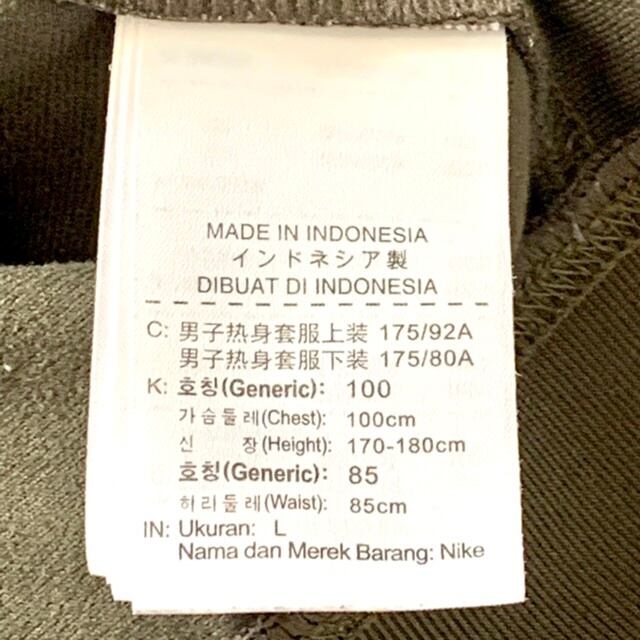 MADE IN INDONESIA
インドネシア製
DIBUAT DI INDONESIA
C: 男子热身套服上装 175/92A
男子热身套服下装 175/80A
K: 호칭(Generic): 100
가슴둘레(Chest): 100cm
신 장(Height): 170-180cm
호칭(Generic): 85
허리둘레(Waist): 85cm
IN: Ukuran: L
Nama dan Merek Barang: Nike